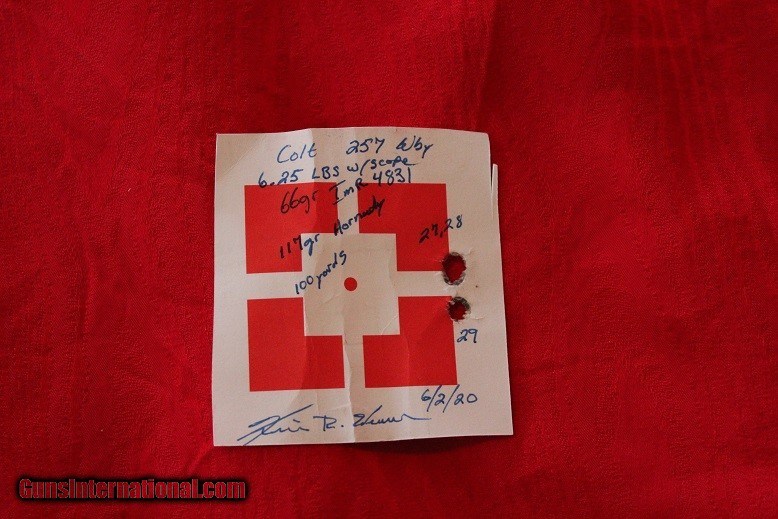 Colt 257 Wby
6.25 LBS w/scope
66gr ImR 4831
117gr Hornady
100 yards
27,28
29
6/2/20
GunsInternational.com